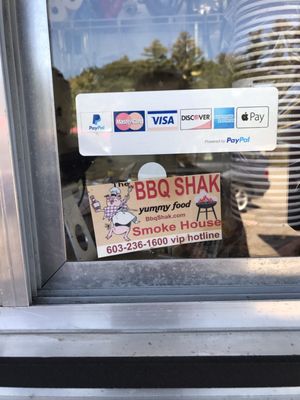 PayPal MasterCard VISA DISCOVER AMERICAN EXPRESS Pay
Powered by PayPal
The BBQ SHAK
yummy food
BbqShak.com
Smoke House
603-236-1600 vip hotline